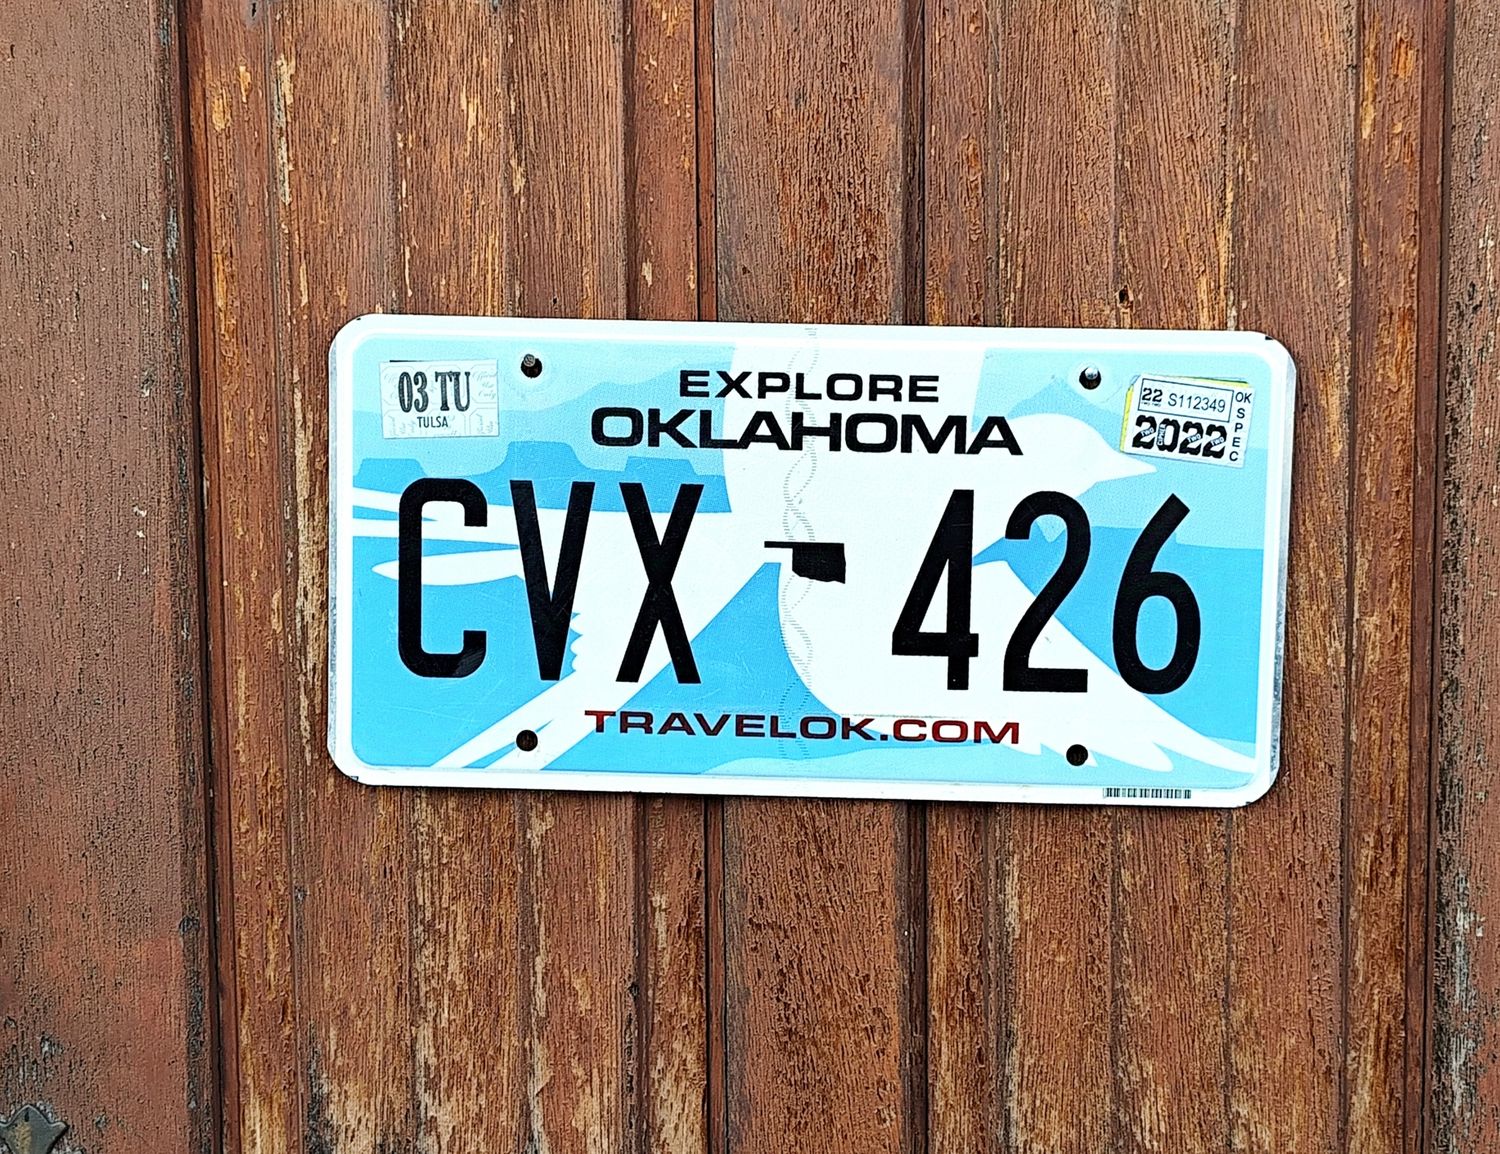 03 TU
TULSA
EXPLORE
OKLAHOMA
22 S112349
2022
OK SPEC
CVX 426
TRAVELOK.COM